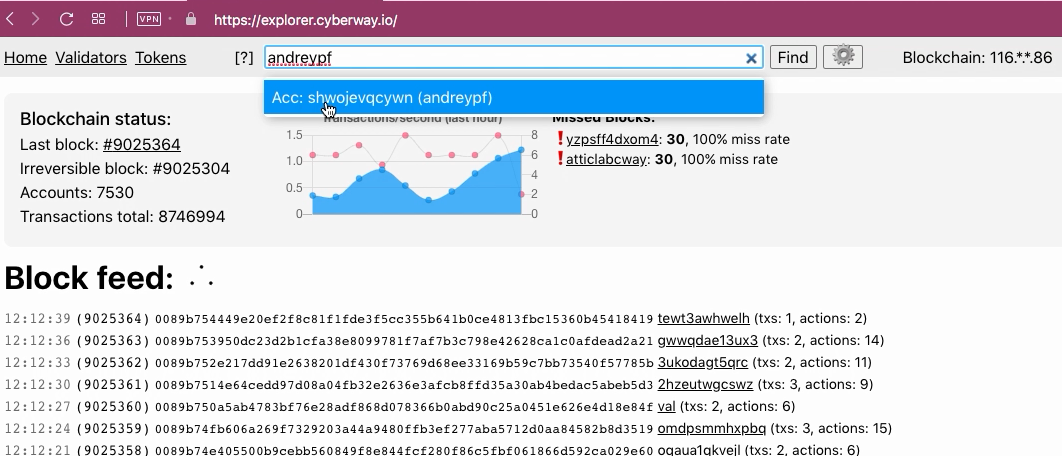 VPN https://explorer.cyberway.io/
Home Validators Tokens [?] andreypf Find Blockchain: 116.*.*.86
Acc: shwojevqcywn (andreypf)
Blockchain status:
Last block: #9025364
Irreversible block: #9025304
Accounts: 7530
Transactions total: 8746994
Transactions/second (last hour)
1.5 8
1.0 6
4
0.5 2
0 0
Missed Blocks:
yzpsff4dxom4: 30, 100% miss rate
atticlabcway: 30, 100% miss rate
Block feed:
12:12:39 (9025364) 0089b754449e20ef2f8c81f1fde3f5cc355b641b0ce4813fbc15360b45418419 tewt3awhwelh (txs: 1, actions: 2)
12:12:36 (9025363) 0089b753950dc23d2b1cfa38e8099781f7af7b3c798e42628ca1c0afdead2a21 gwwqdae13ux3 (txs: 2, actions: 14)
12:12:33 (9025362) 0089b752e217dd91e2638201df430f73769d68ee33169b59c7bb73540f57785b 3ukodagt5qrc (txs: 2, actions: 11)
12:12:30 (9025361) 0089b7514e64cedd97d08a04fb32e2636e3afcb8ffd35a30ab4bedac5abeb5d3 2hzeutwgcswz (txs: 3, actions: 9)
12:12:27 (9025360) 0089b750a5ab4783bf76e28adf868d078366b0abd90c25a0451e626e4d18e84f val (txs: 2, actions: 6)
12:12:24 (9025359) 0089b74fb606a269f7329203a44a9480ffb3ef277aba5712d0aa84582b8d3519 omdpsmmhxpbq (txs: 3, actions: 15)
12:12:21 (9025358) 0089b74e405500b9cebb560849f8e844fcf280f86c5fbf061866d592ca029e60 ogaua1gkvejl (txs: 2, actions: 6)